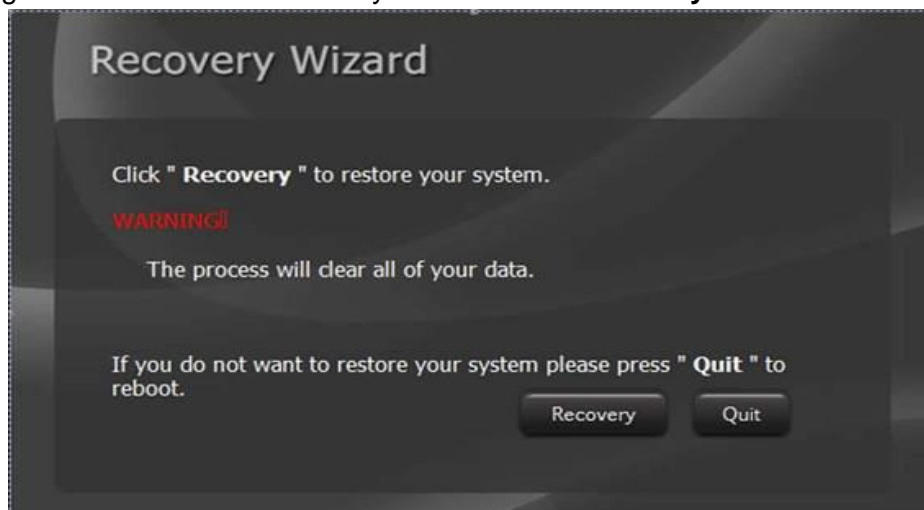 Recovery Wizard
Click " Recovery " to restore your system.
WARNING
The process will clear all of your data.
If you do not want to restore your system please press " Quit " to
reboot.
Recovery Quit